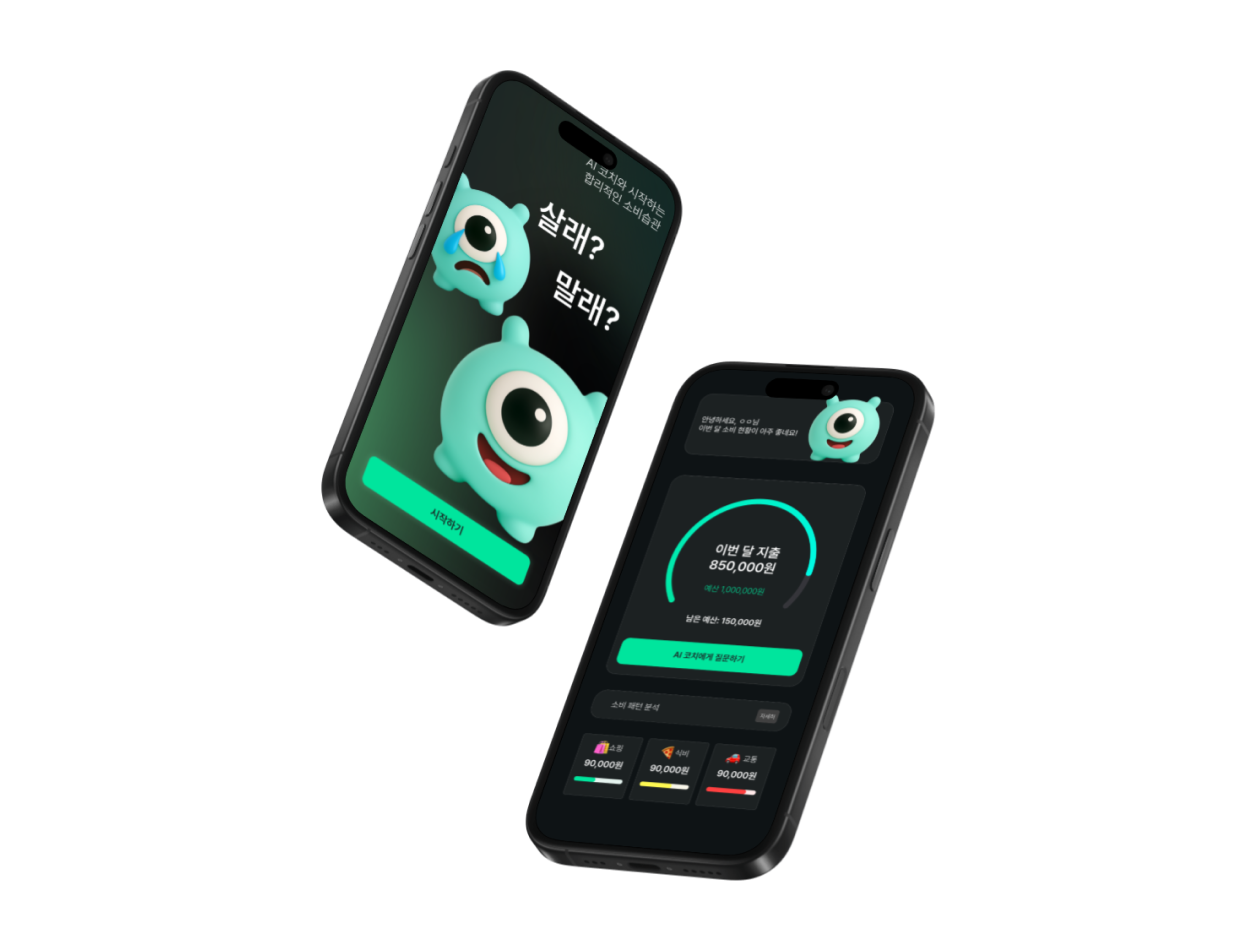 AI 코치와 시작하는
합리적인 소비습관
살래?
말래?
시작하기
안녕하세요, ㅇㅇ님
이번 달 소비 현황이 아주 좋네요!
이번 달 지출
850,000원
예산 1,000,000원
남은 예산: 150,000원
AI 코치에게 질문하기
소비 패턴 분석
쇼핑
90,000원
식비
90,000원
교통
90,000원